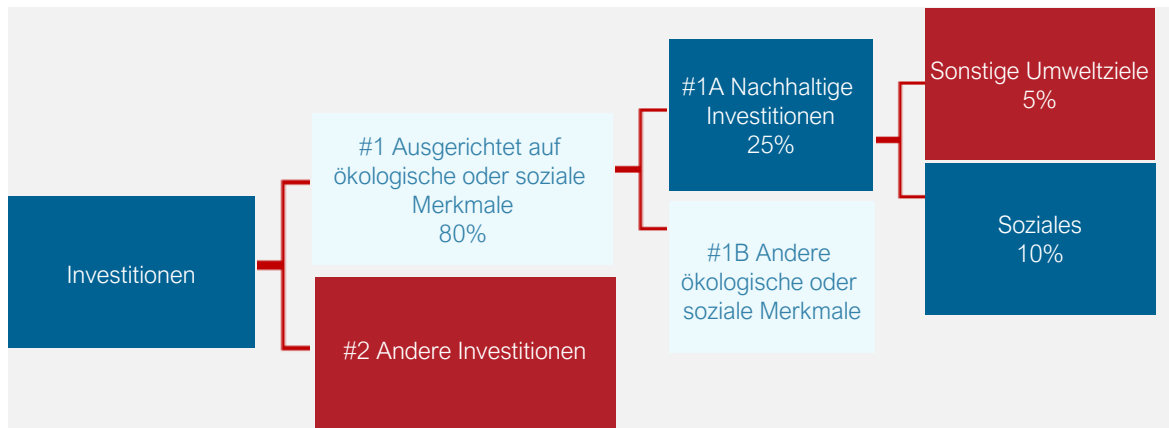 Investitionen
#1 Ausgerichtet auf
ökologische oder soziale
Merkmale
80%
#2 Andere Investitionen
#1A Nachhaltige
Investitionen
25%
#1B Andere
ökologische oder
soziale Merkmale
Sonstige Umweltziele
5%
Soziales
10%